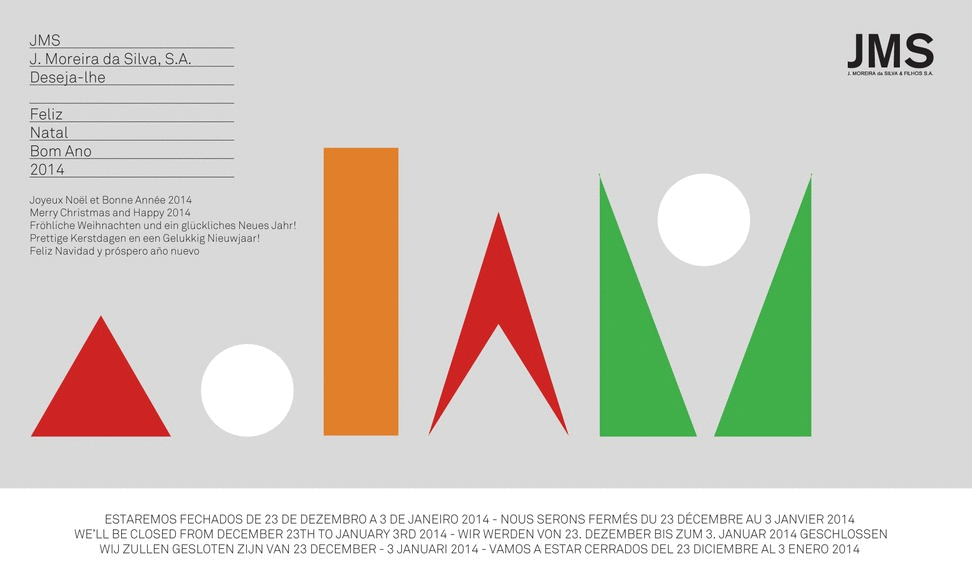 JMS
J. Moreira da Silva, S.A.
Deseja-lhe
Feliz
Natal
Bom Ano
2014
Joyeux Noël et Bonne Année 2014
Merry Christmas and Happy 2014
Fröhliche Weihnachten und ein glückliches Neues Jahr!
Prettige Kerstdagen en een Gelukkig Nieuwjaar!
Feliz Navidad y próspero año nuevo
JMS
J. MOREIRA da SILVA & FILHOS S.A.
ESTAREMOS FECHADOS DE 23 DE DEZEMBRO A 3 DE JANEIRO 2014 - NOUS SERONS FERMÉS DU 23 DÉCEMBRE AU 3 JANVIER 2014
WE'LL BE CLOSED FROM DECEMBER 23TH TO JANUARY 3RD 2014 - WIR WERDEN VON 23. DEZEMBER BIS ZUM 3. JANUAR 2014 GESCHLOSSEN
WIJ ZULLEN GESLOTEN ZIJN VAN 23 DECEMBER - 3 JANUARI 2014 - VAMOS A ESTAR CERRADOS DEL 23 DICIEMBRE AL 3 ENERO 2014